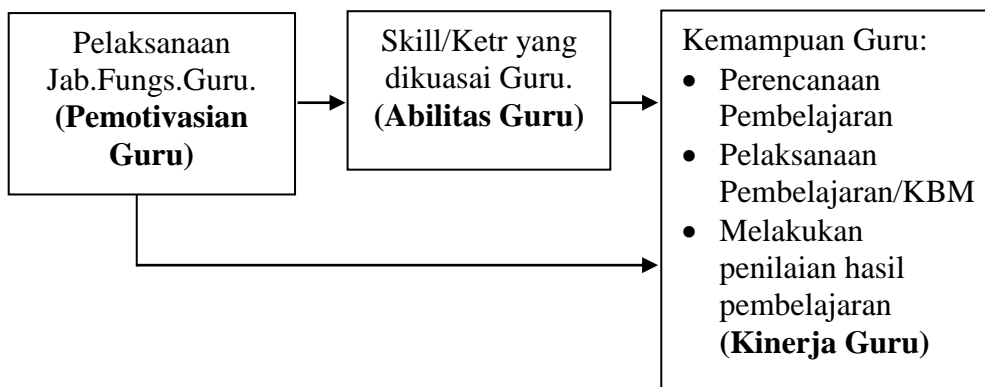 Pelaksanaan
Jab.Fungs.Guru.
(Pemotivasian
Guru)
Skill/Ketr yang
dikuasai Guru.
(Abilitas Guru)
Kemampuan Guru:
• Perencanaan
Pembelajaran
• Pelaksanaan
Pembelajaran/KBM
• Melakukan
penilaian hasil
pembelajaran
(Kinerja Guru)